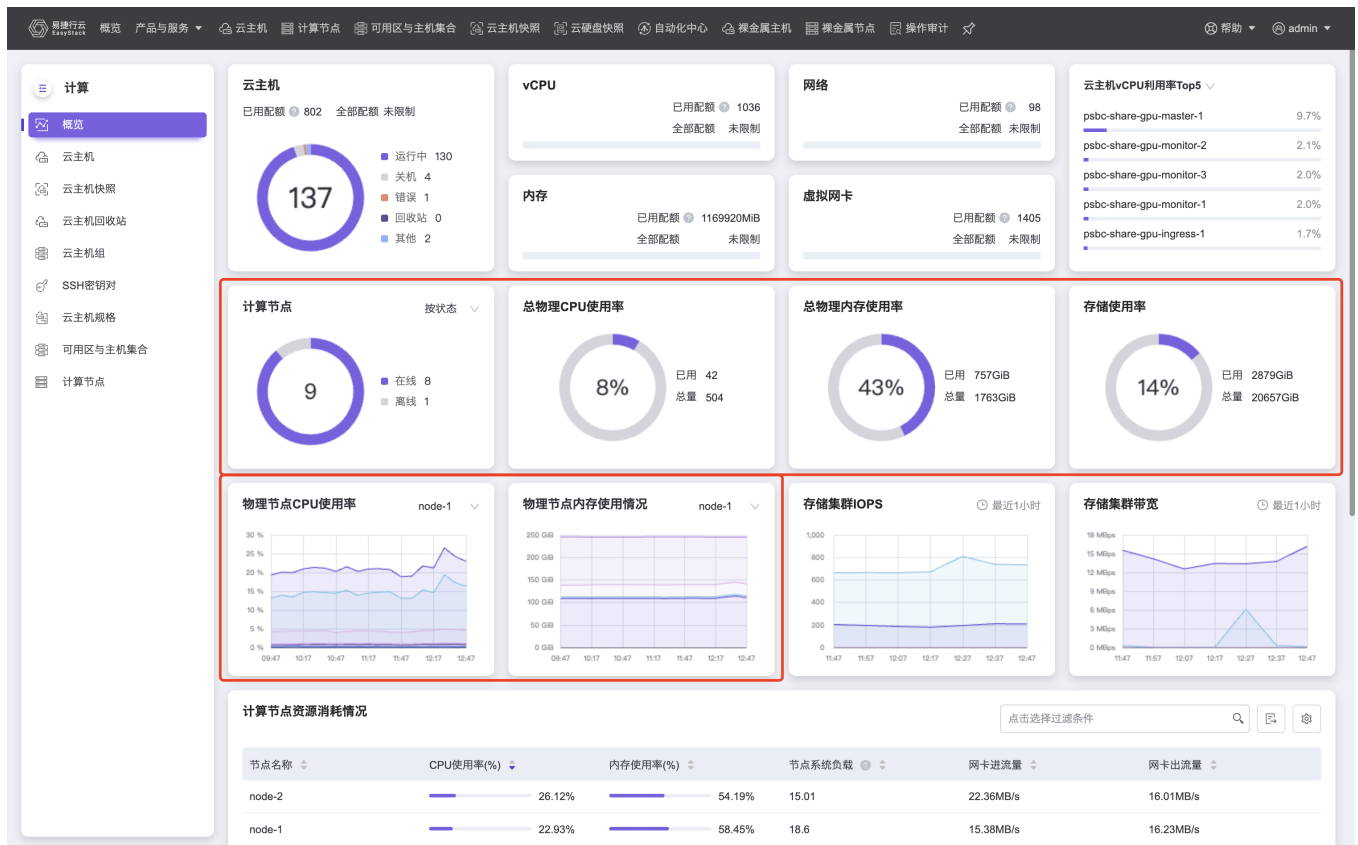 易捷行云 EasyStack 概览 产品与服务 云主机 计算节点 可用区与主机集合 云主机快照 云硬盘快照 自动化中心 裸金属主机 裸金属节点 操作审计 帮助 admin
计算
概览
云主机
云主机快照
云主机回收站
云主机组
SSH密钥对
云主机规格
可用区与主机集合
计算节点
云主机
已用配额 802 全部配额 未限制
137
运行中 130
关机 4
错误 1
回收站 0
其他 2
vCPU
已用配额 1036
全部配额 未限制
内存
已用配额 1169920MiB
全部配额 未限制
网络
已用配额 98
全部配额 未限制
虚拟网卡
已用配额 1405
全部配额 未限制
云主机vCPU利用率Top5
psbc-share-gpu-master-1 9.7%
psbc-share-gpu-monitor-2 2.1%
psbc-share-gpu-monitor-3 2.0%
psbc-share-gpu-monitor-1 2.0%
psbc-share-gpu-ingress-1 1.7%
计算节点 按状态
9
在线 8
离线 1
总物理CPU使用率
8%
已用 42
总量 504
总物理内存使用率
43%
已用 757GiB
总量 1763GiB
存储使用率
14%
已用 2879GiB
总量 20657GiB
物理节点CPU使用率 node-1
30 %
25 %
20 %
15 %
10 %
5 %
0 %
09:47 10:17 10:47 11:17 11:47 12:17 12:47
物理节点内存使用情况 node-1
250 GiB
200 GiB
150 GiB
100 GiB
50 GiB
0 GiB
09:47 10:17 10:47 11:17 11:47 12:17 12:47
存储集群IOPS 最近1小时
1,000
800
600
400
200
0
11:47 11:57 12:07 12:17 12:27 12:37 12:47
存储集群带宽 最近1小时
18 MBps
15 MBps
12 MBps
9 MBps
6 MBps
3 MBps
0 MBps
11:47 11:57 12:07 12:17 12:27 12:37 12:47
计算节点资源消耗情况
点击选择过滤条件
节点名称 CPU使用率(%) 内存使用率(%) 节点系统负载 网卡进流量 网卡出流量
node-2 26.12% 54.19% 15.01 22.36MB/s 16.01MB/s
node-1 22.93% 58.45% 18.6 15.38MB/s 16.23MB/s